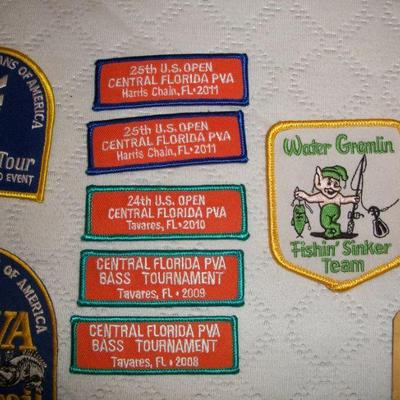 ANS OF AMERICA
Tour
D EVENT
OF AMERICA
VA
25th U.S. OPEN
CENTRAL FLORIDA PVA
Harris Chain, FL • 2011
25th U.S. OPEN
CENTRAL FLORIDA PVA
Harris Chain, FL • 2011
24th U.S. OPEN
CENTRAL FLORIDA PVA
Tavares, FL • 2010
CENTRAL FLORIDA PVA
BASS TOURNAMENT
Tavares, FL • 2009
CENTRAL FLORIDA PVA
BASS TOURNAMENT
Tavares, FL • 2008
Water Gremlin
Fishin' Sinker
Team